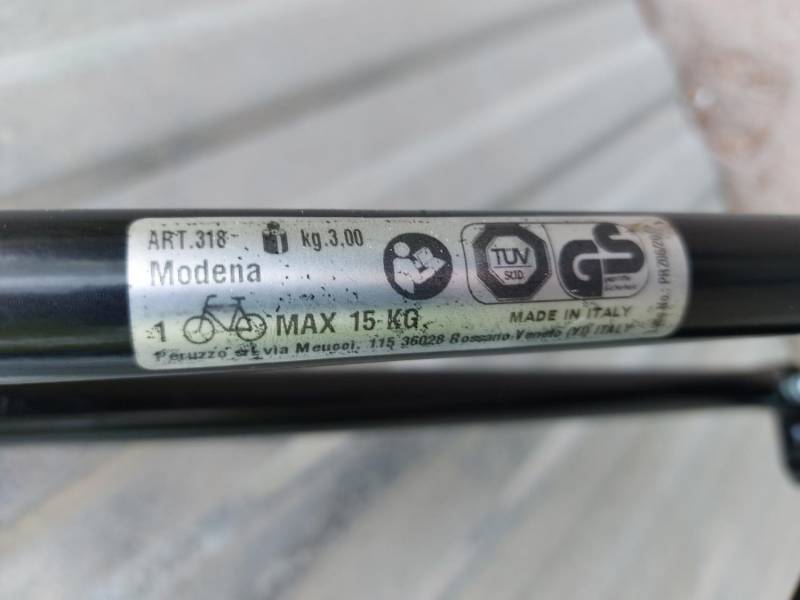 ART.318 kg.3.00
Modena
1 MAX 15 KG.
TÜV
SÜD
GS
MADE IN ITALY
Peruzzo srl via Meucci, 115 36028 Rossano Veneto (VI) ITALY